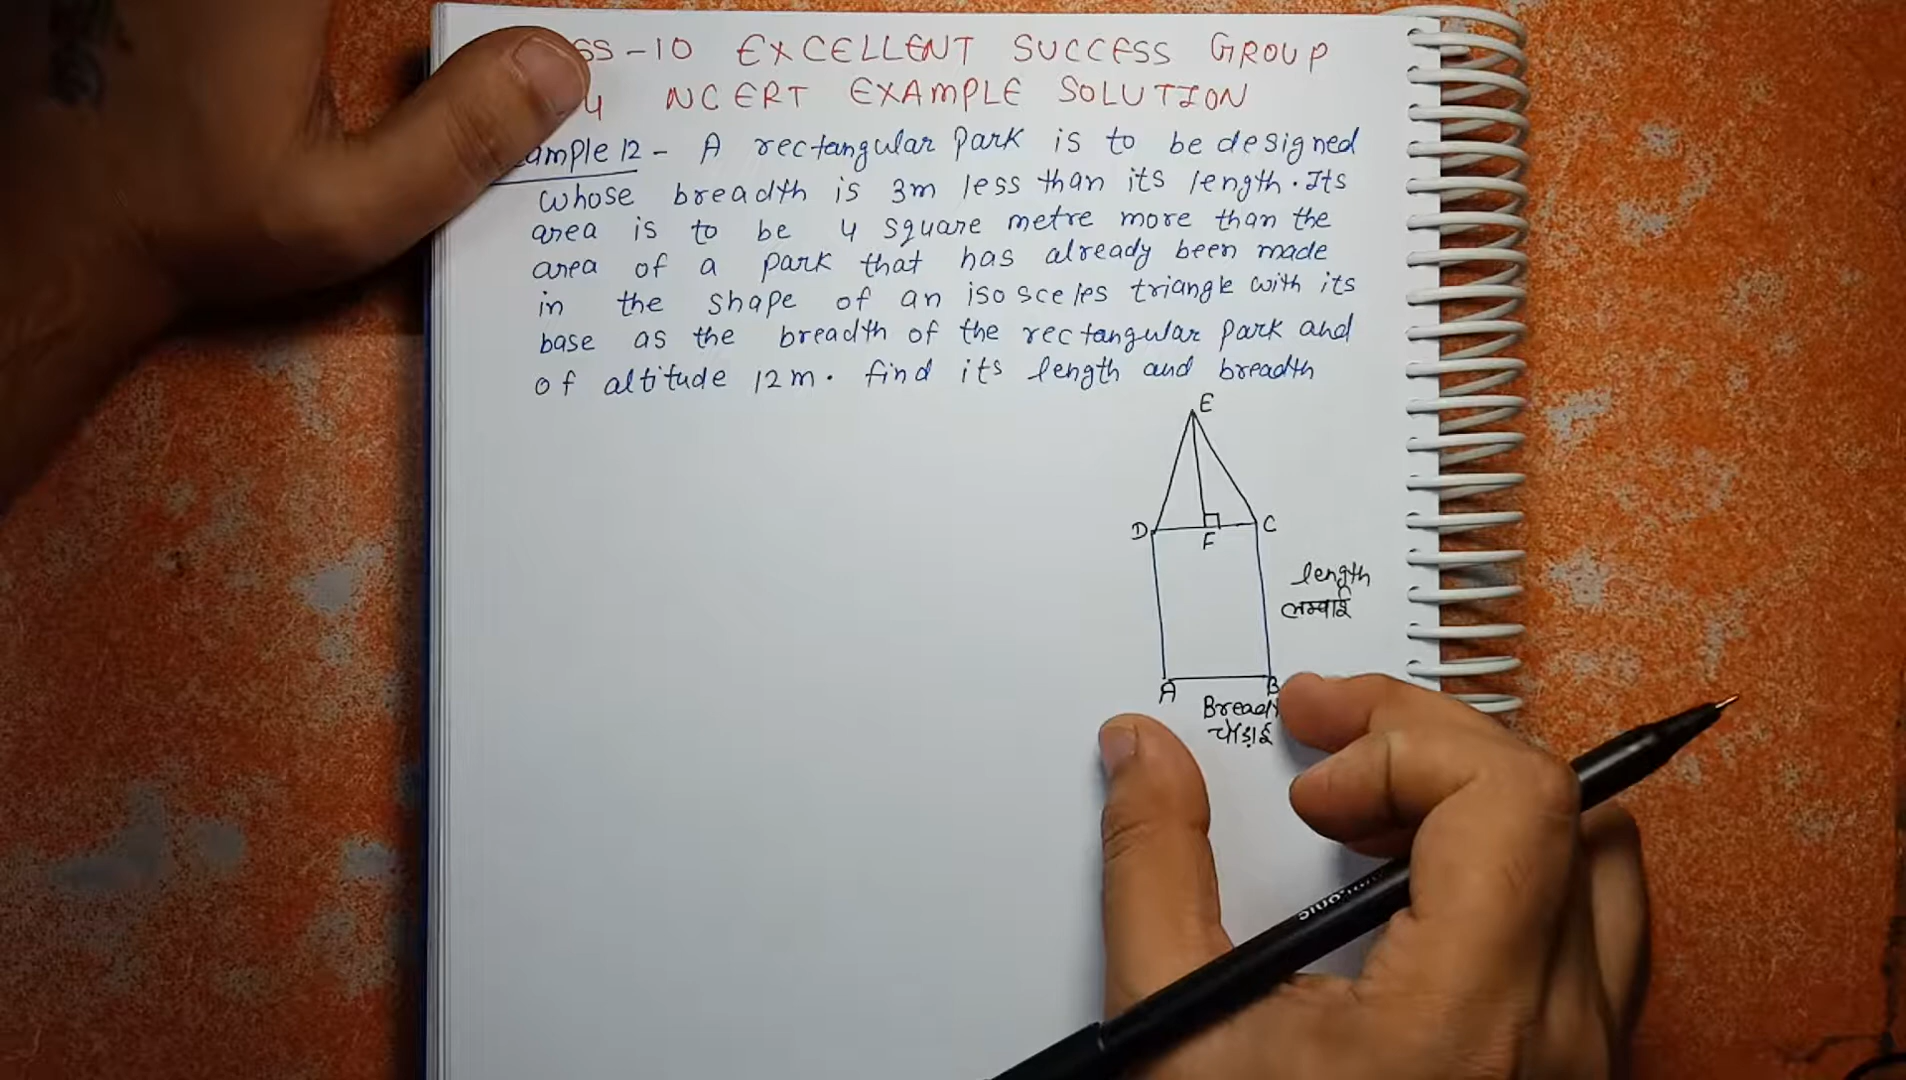 SS-10 EXCELLENT SUCCESS GROUP
4 NCERT EXAMPLE SOLUTION
ample 12 - A rectangular Park is to be designed
whose breadth is 3m less than its length. Its
area is to be 4 square metre more than the
area of a park that has already been made
in the shape of an isosceles triangle with its
base as the breadth of the rectangular Park and
of altitude 12m. find its length and breadth
E
D C
F
length
लम्बाई
A B
Bread
चौड़ाई